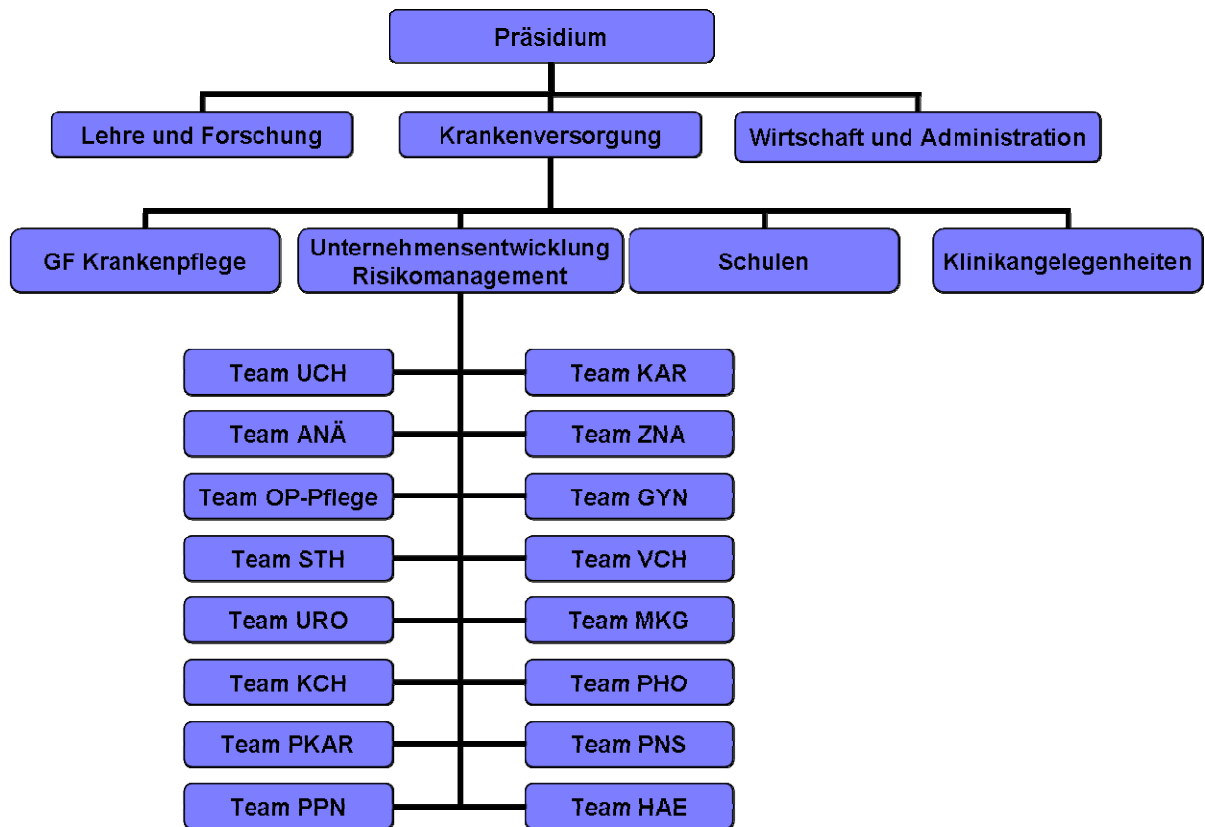 Präsidium
Lehre und Forschung
Krankenversorgung
Wirtschaft und Administration
GF Krankenpflege
Unternehmensentwicklung
Risikomanagement
Schulen
Klinikangelegenheiten
Team UCH
Team KAR
Team ANÄ
Team ZNA
Team OP-Pflege
Team GYN
Team STH
Team VCH
Team URO
Team MKG
Team KCH
Team PHO
Team PKAR
Team PNS
Team PPN
Team HAE